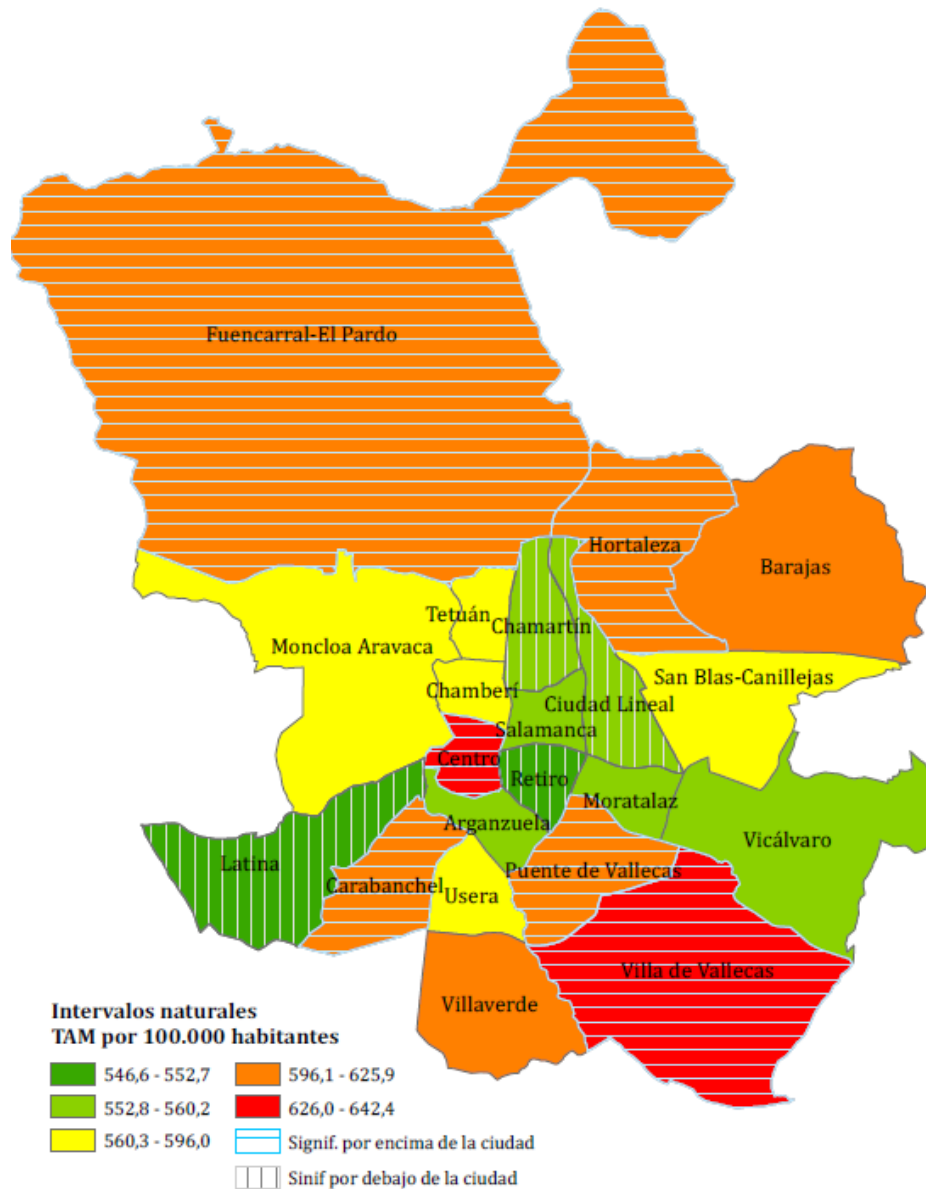 Fuencarral-El Pardo
Hortaleza
Barajas
Tetuán
Chamartín
Moncloa Aravaca
San Blas-Canillejas
Chamberí
Ciudad Lineal
Salamanca
Centro
Retiro
Moratalaz
Arganzuela
Vicálvaro
Latina
Puente de Vallecas
Carabanchel
Usera
Villa de Vallecas
Villaverde
Intervalos naturales
TAM por 100.000 habitantes
546,6 - 552,7
552,8 - 560,2
560,3 - 596,0
596,1 - 625,9
626,0 - 642,4
Signif. por encima de la ciudad
Sinif por debajo de la ciudad